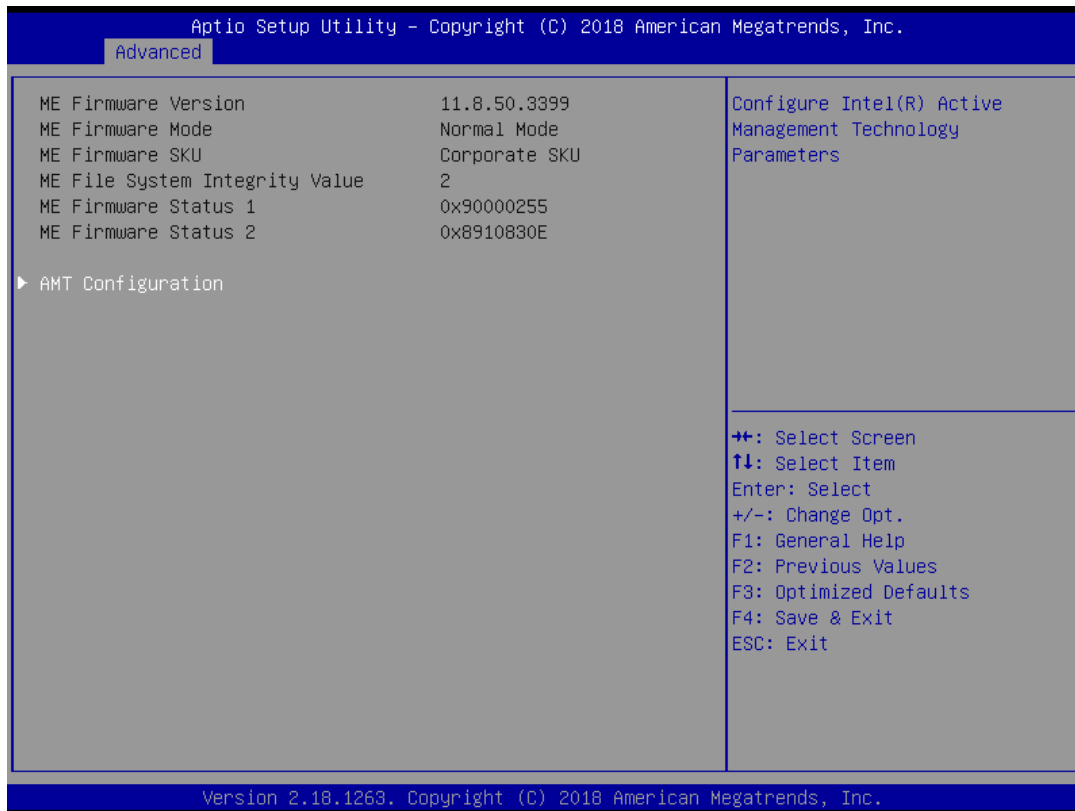 Aptio Setup Utility – Copyright (C) 2018 American Megatrends, Inc.
Advanced
ME Firmware Version 11.8.50.3399
ME Firmware Mode Normal Mode
ME Firmware SKU Corporate SKU
ME File System Integrity Value 2
ME Firmware Status 1 0x90000255
ME Firmware Status 2 0x8910830E
▶ AMT Configuration
Configure Intel(R) Active
Management Technology
Parameters
→←: Select Screen
↑↓: Select Item
Enter: Select
+/-: Change Opt.
F1: General Help
F2: Previous Values
F3: Optimized Defaults
F4: Save & Exit
ESC: Exit
Version 2.18.1263. Copyright (C) 2018 American Megatrends, Inc.